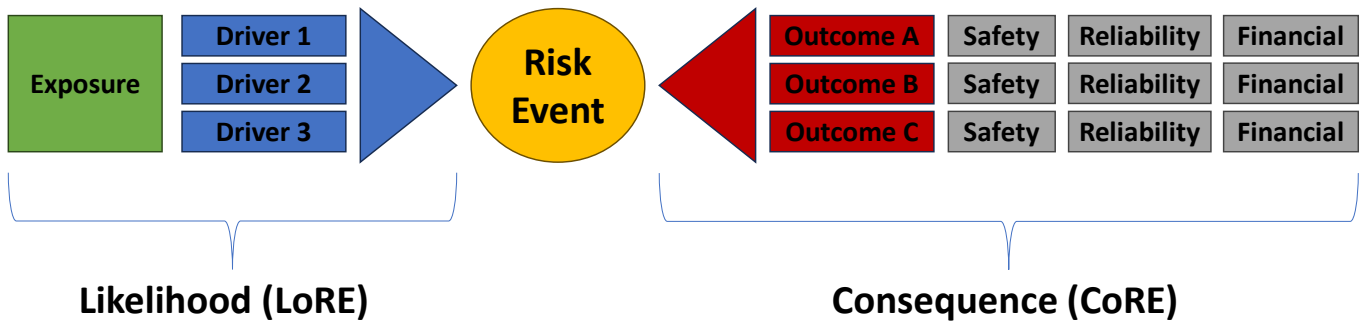 Exposure
Driver 1
Driver 2
Driver 3
Risk
Event
Outcome A Safety Reliability Financial
Outcome B Safety Reliability Financial
Outcome C Safety Reliability Financial
Likelihood (LoRE)
Consequence (CoRE)